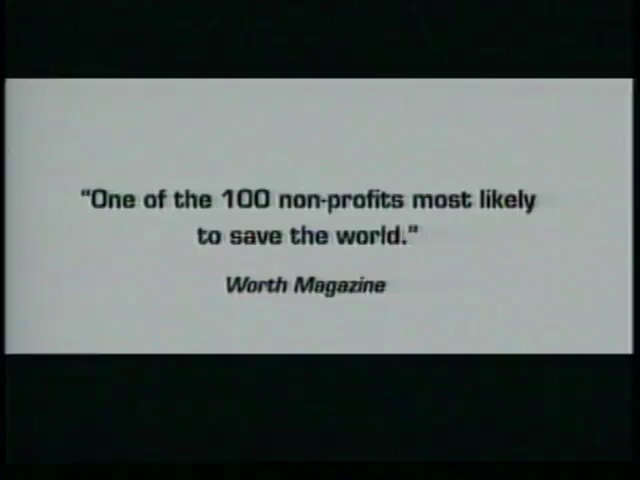 “One of the 100 non-profits most likely
to save the world.”
Worth Magazine